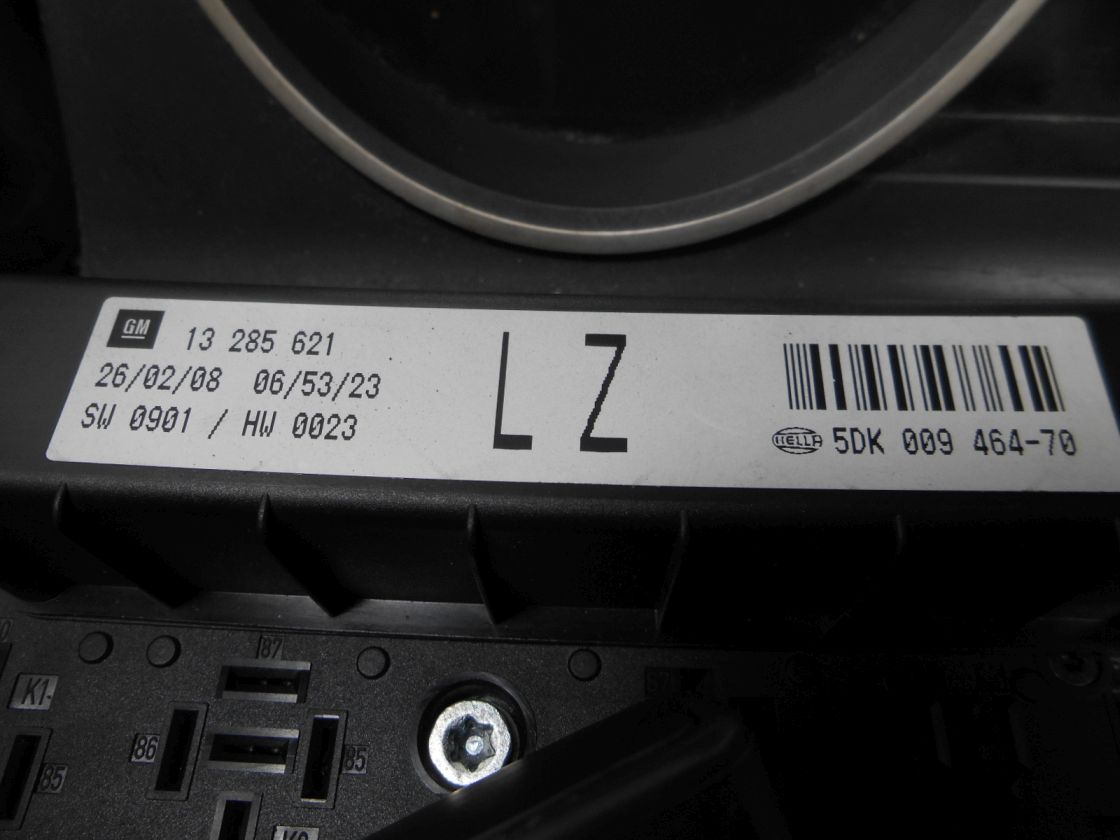 GM 13 285 621
26/02/08 06/53/23
SW 0901 / HW 0023
LZ
HELLA 5DK 009 464-70
87
K1
86
85
85